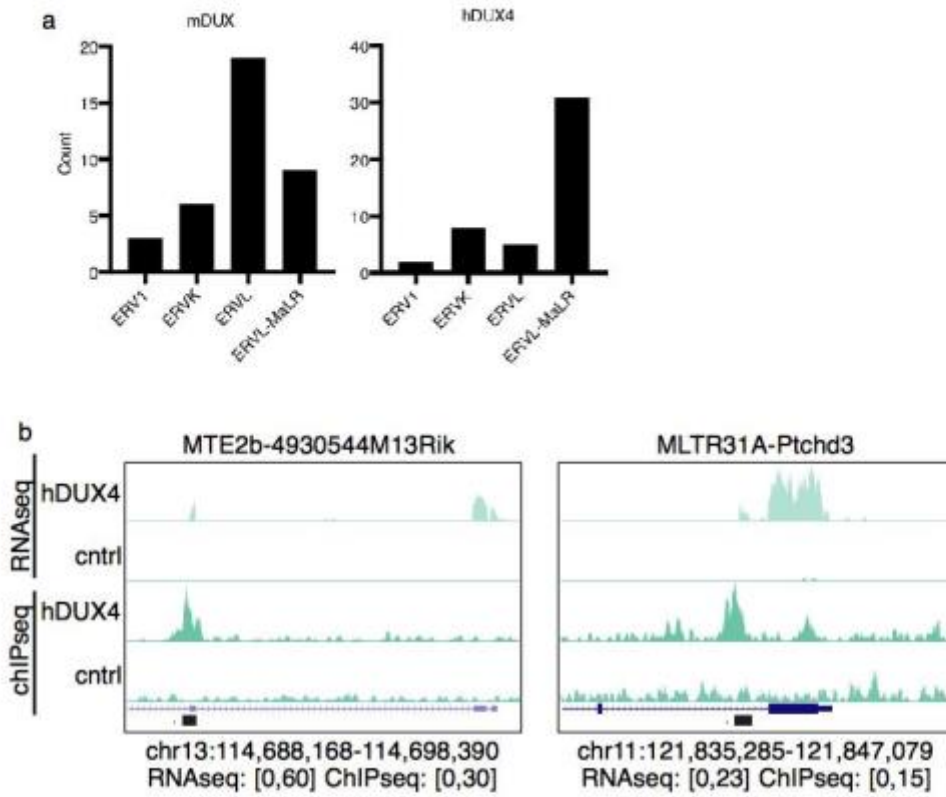 a
mDUX
hDUX4
Count
20
15
10
5
0
ERV1
ERVK
ERVL
ERVL-MaLR
40
30
20
10
0
ERV1
ERVK
ERVL
ERVL-MaLR
b
MTE2b-4930544M13Rik
MLTR31A-Ptchd3
RNAseq
hDUX4
cntrl
chIPseq
hDUX4
cntrl
chr13:114,688,168-114,698,390
RNAseq: [0,60] ChIPseq: [0,30]
chr11:121,835,285-121,847,079
RNAseq: [0,23] ChIPseq: [0,15]